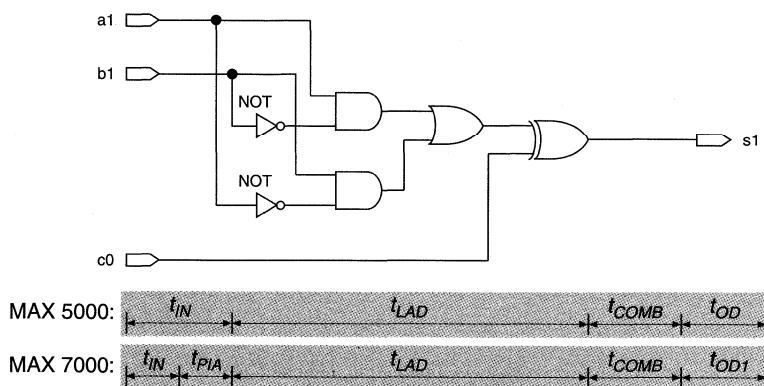 a1
b1
NOT
s1
NOT
c0
MAX 5000: tIN tLAD tCOMB tOD
MAX 7000: tIN tPIA tLAD tCOMB tOD1